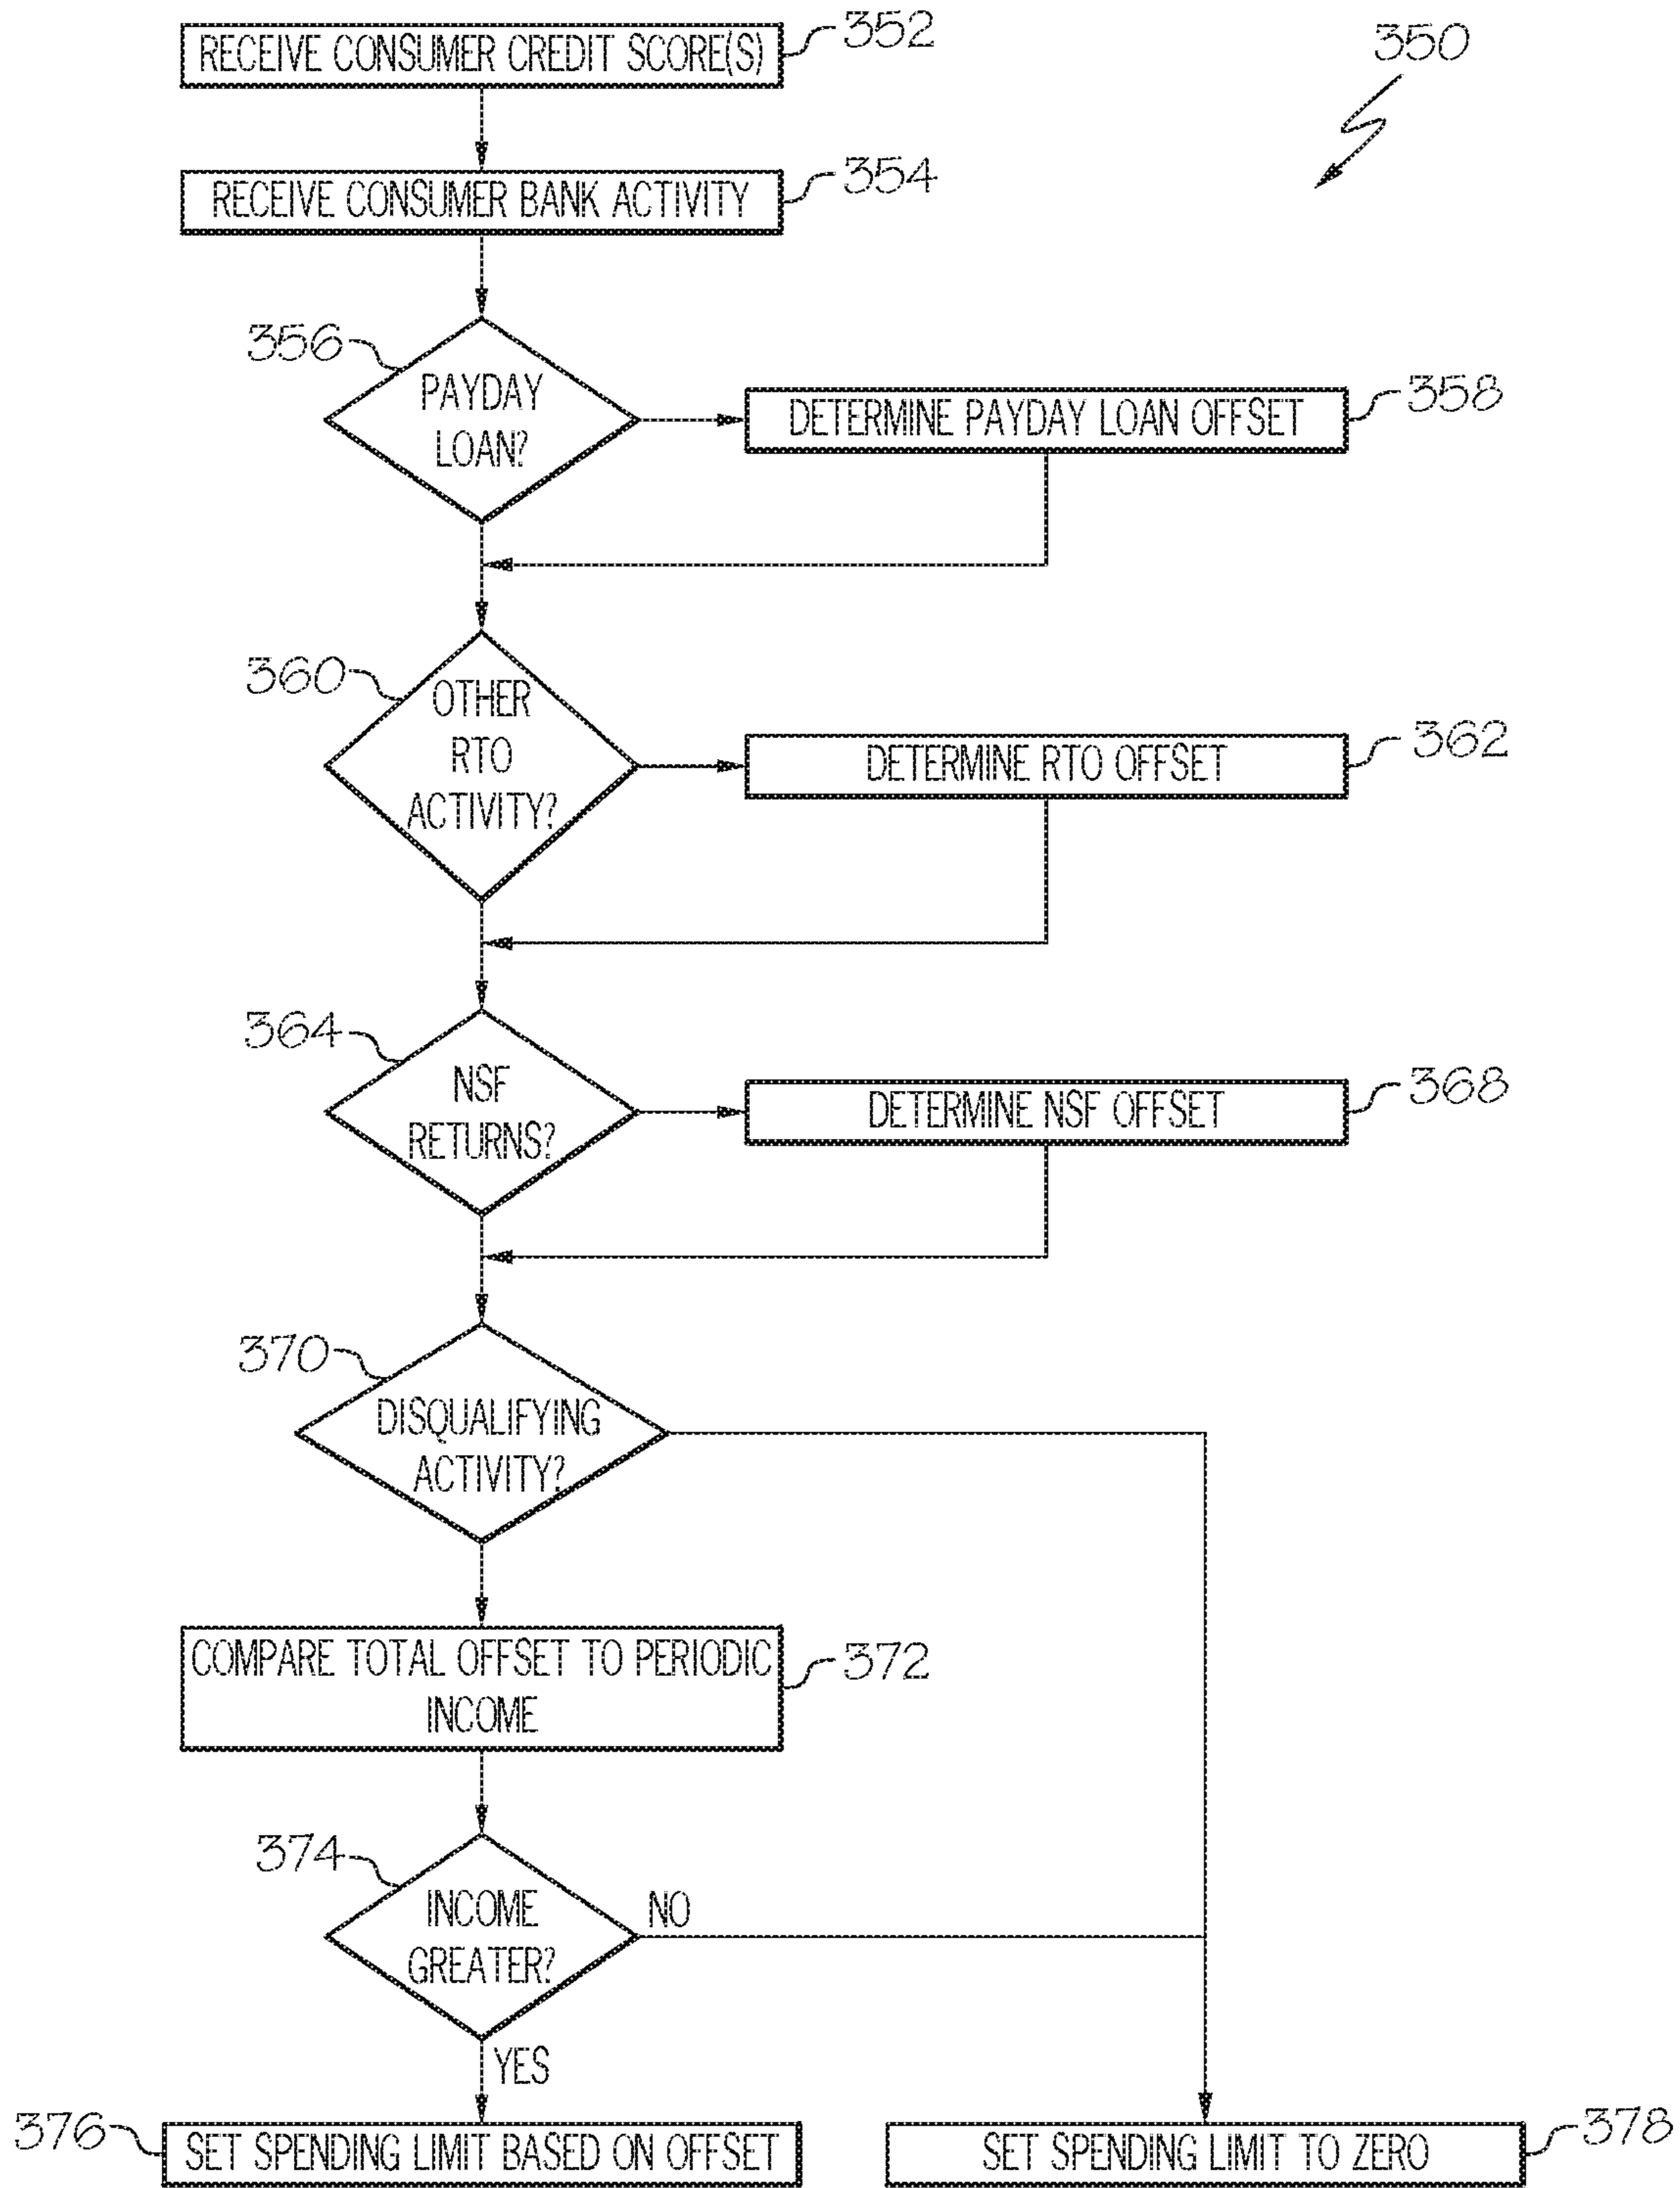 RECEIVE CONSUMER CREDIT SCORE(S)
352
350
RECEIVE CONSUMER BANK ACTIVITY
354
356
PAYDAY
LOAN?
DETERMINE PAYDAY LOAN OFFSET
358
360
OTHER
RTO
ACTIVITY?
DETERMINE RTO OFFSET
362
364
NSF
RETURNS?
DETERMINE NSF OFFSET
368
370
DISQUALIFYING
ACTIVITY?
COMPARE TOTAL OFFSET TO PERIODIC
INCOME
372
374
INCOME
GREATER?
NO
YES
376
SET SPENDING LIMIT BASED ON OFFSET
SET SPENDING LIMIT TO ZERO
378